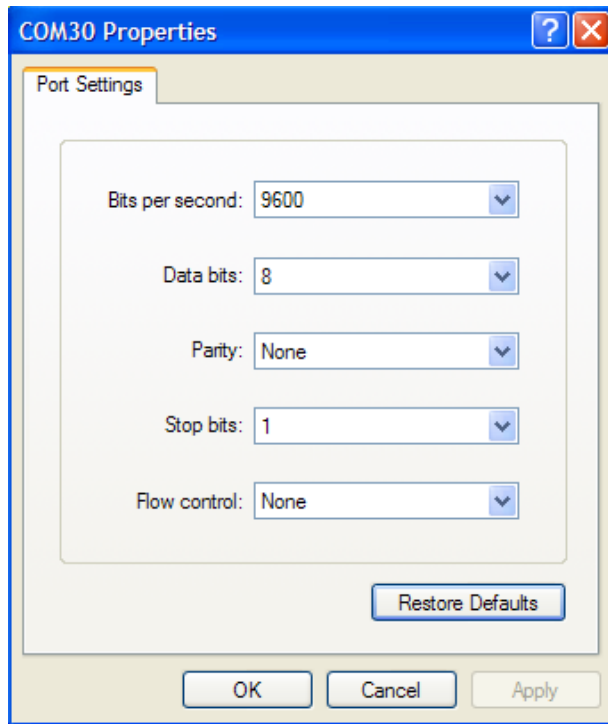 COM30 Properties
Port Settings
Bits per second: 9600
Data bits: 8
Parity: None
Stop bits: 1
Flow control: None
Restore Defaults
OK Cancel Apply